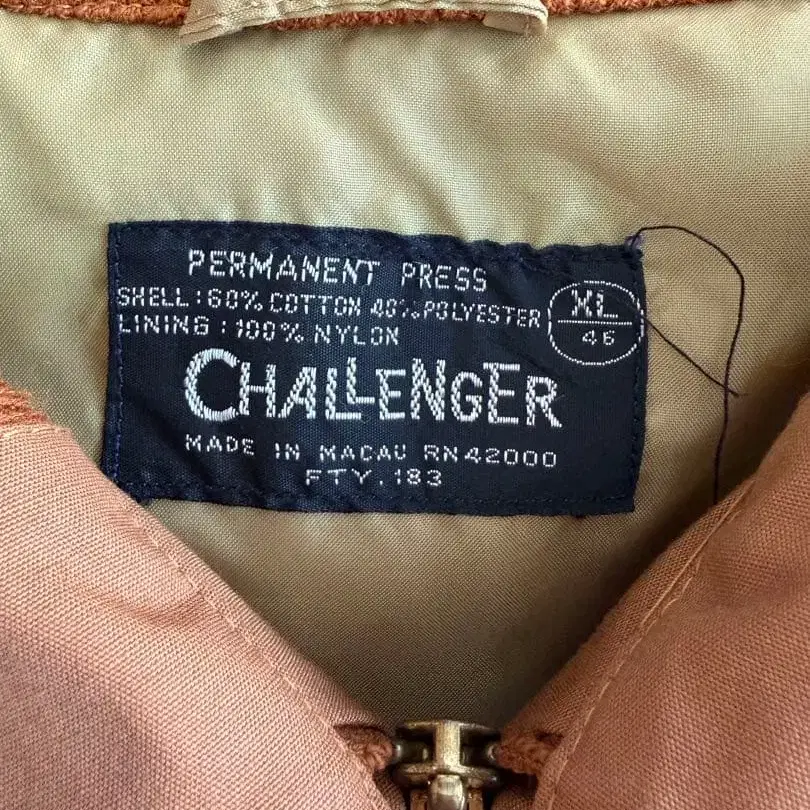 PERMANENT PRESS
SHELL:60% COTTON 40% POLYESTER
LINING:100% NYLON
XL
46
CHALLENGER
MADE IN MACAU RN42000
FTY.183